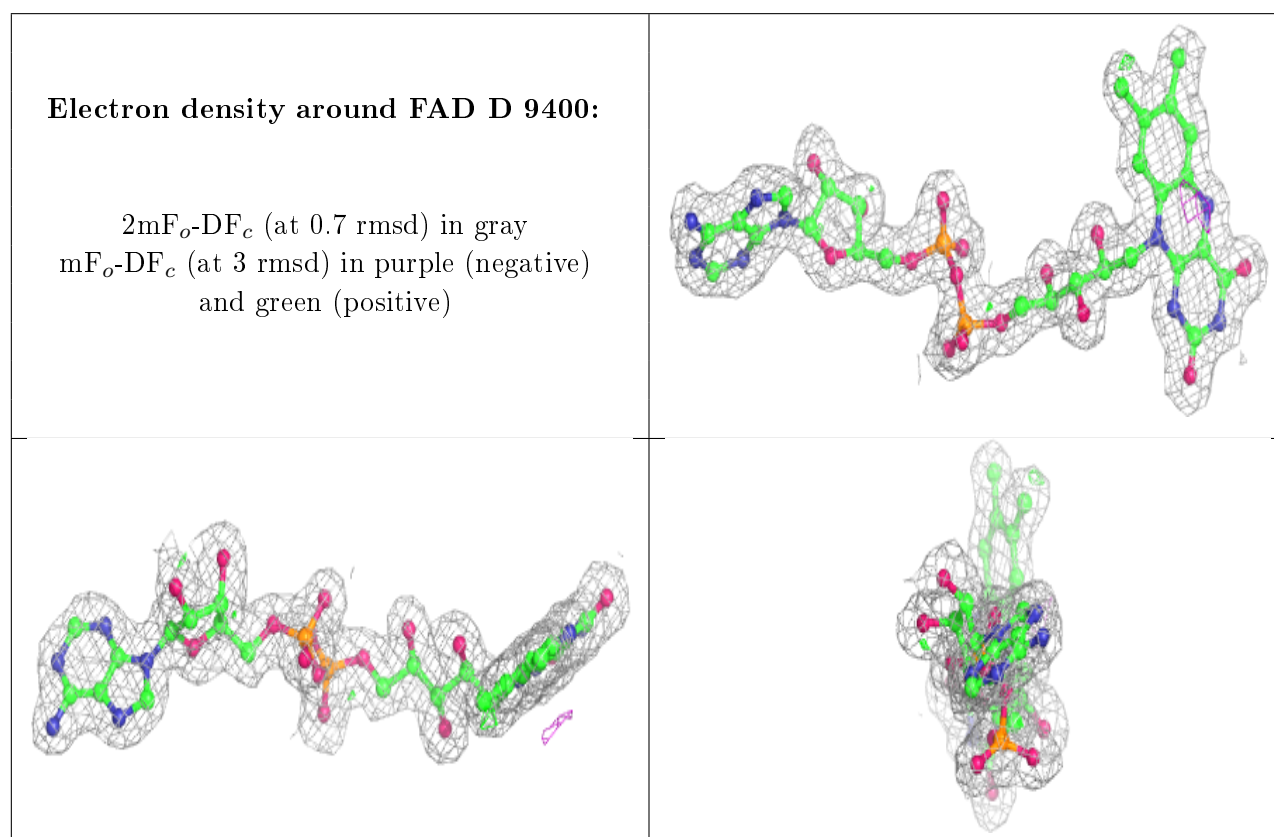 Electron density around FAD D 9400:
2mFo-DFc (at 0.7 rmsd) in gray
mFo-DFc (at 3 rmsd) in purple (negative)
and green (positive)